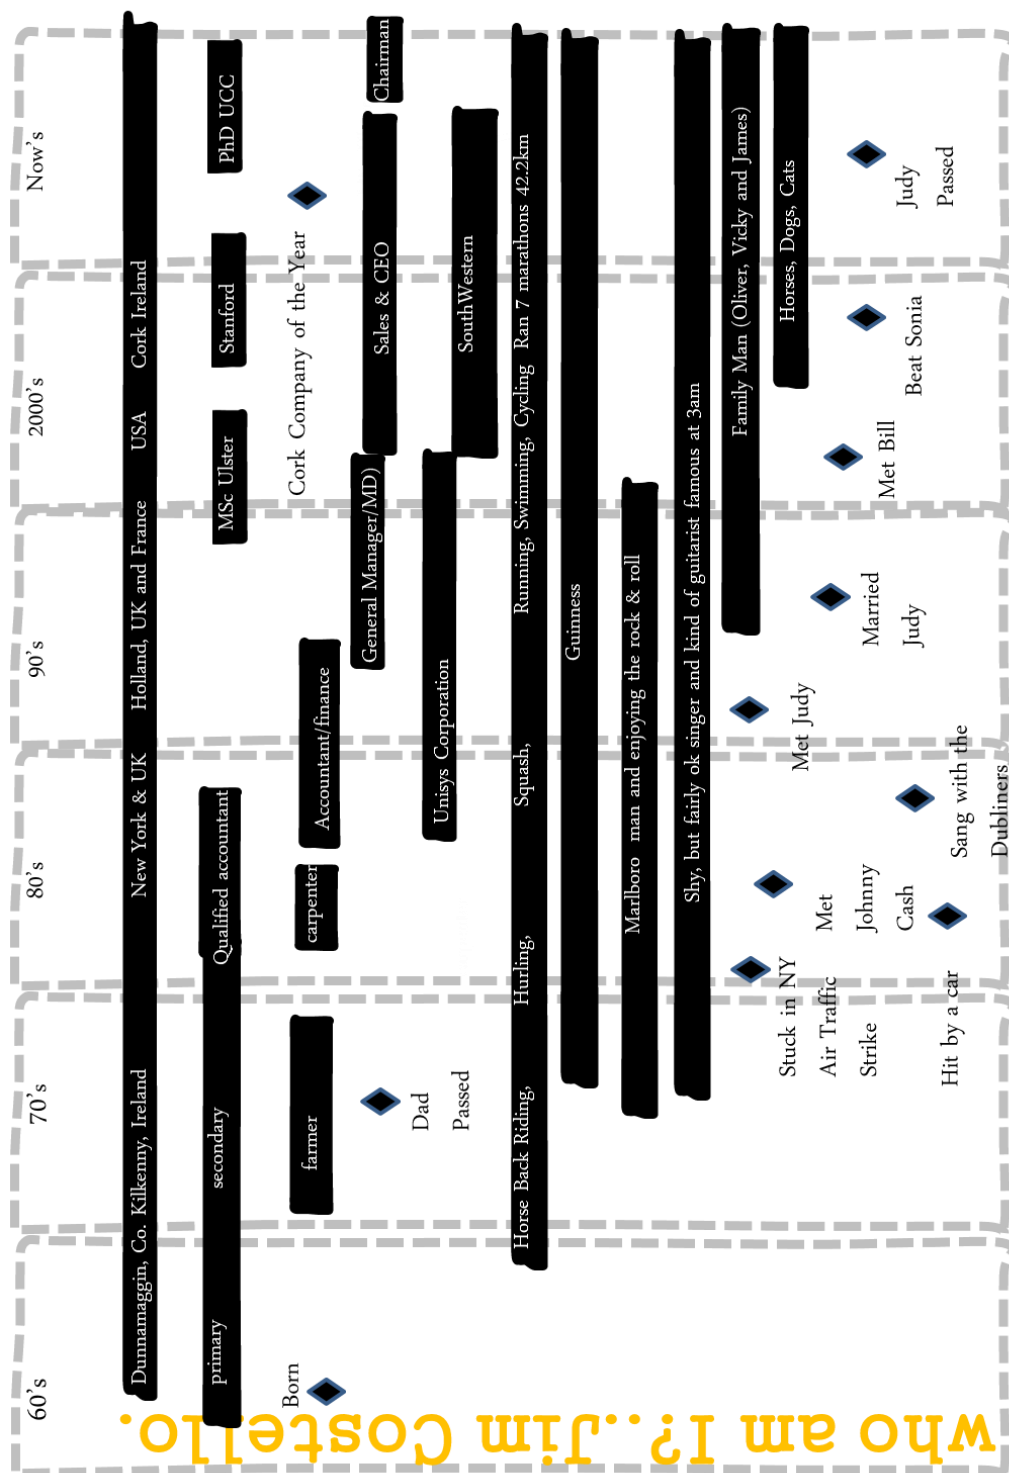 who am I?..Jim Costello.
60's
70's
80's
90's
2000's
Now's
Dunnamaggin, Co. Kilkenny, Ireland
New York & UK
Holland, UK and France
USA
Cork Ireland
primary
secondary
Qualified accountant
MSc Ulster
Stanford
PhD UCC
Born
farmer
carpenter
Accountant/finance
Cork Company of the Year
Dad
Passed
General Manager/MD)
Sales & CEO
Chairman
Unisys Corporation
SouthWestern
Horse Back Riding,
Hurling,
Squash,
Running, Swimming, Cycling
Ran 7 marathons 42.2km
Guinness
Marlboro man and enjoying the rock & roll
Shy, but fairly ok singer and kind of guitarist famous at 3am
Family Man (Oliver, Vicky and James)
Horses, Dogs, Cats
Stuck in NY
Air Traffic
Strike
Hit by a car
Met
Johnny
Cash
Sang with the
Dubliners
Met Judy
Married
Judy
Met Bill
Beat Sonia
Judy
Passed